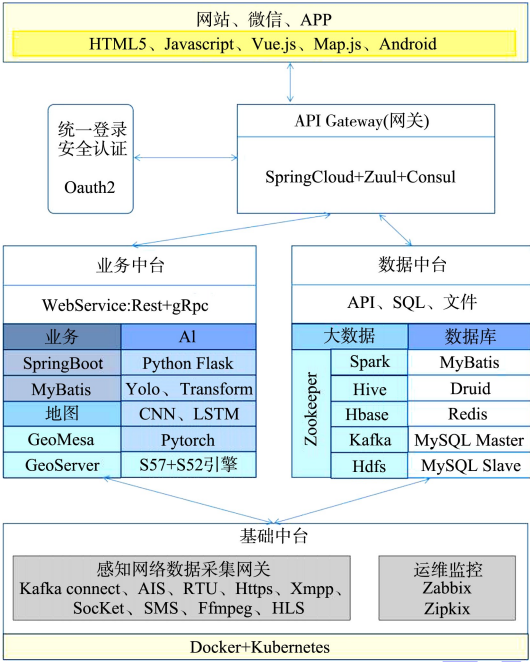 网站、微信、APP
HTML5、Javascript、Vue.js、Map.js、Android
统一登录
安全认证
Oauth2
API Gateway(网关)
SpringCloud+Zuul+Consul
业务中台
WebService:Rest+gRpc
业务 AI
SpringBoot Python Flask
MyBatis Yolo、Transform
地图 CNN、LSTM
GeoMesa Pytorch
GeoServer S57+S52引擎
数据中台
API、SQL、文件
大数据 数据库
Zookeeper
Spark MyBatis
Hive Druid
Hbase Redis
Kafka MySQL Master
Hdfs MySQL Slave
基础中台
感知网络数据采集网关
Kafka connect、AIS、RTU、Https、Xmpp、
SocKet、SMS、Ffmpeg、HLS
运维监控
Zabbix
Zipkix
Docker+Kubernetes